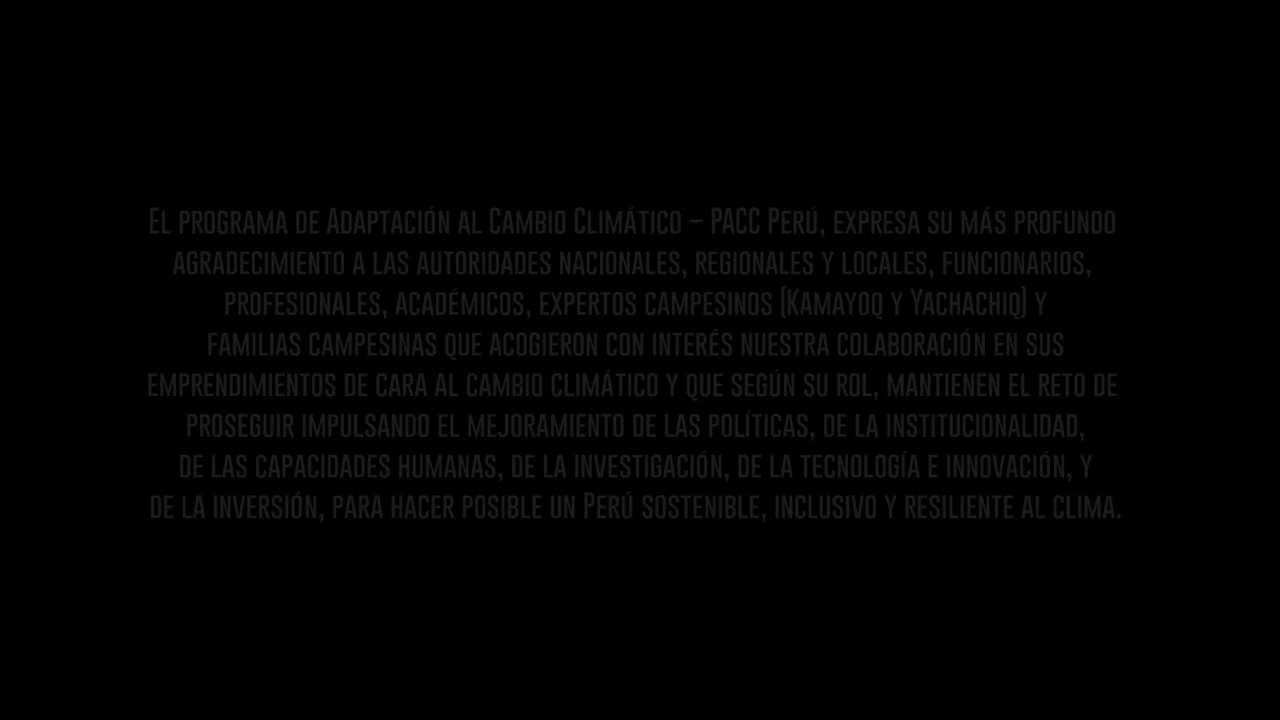 El programa de Adaptación al Cambio Climático – PACC Perú, expresa su más profundo
agradecimiento a las autoridades nacionales, regionales y locales, funcionarios,
profesionales, académicos, expertos campesinos (Kamayoq y Yachachiq) y
familias campesinas que acogieron con interés nuestra colaboración en sus
emprendimientos de cara al cambio climático y que según su rol, mantienen el reto de
proseguir impulsando el mejoramiento de las políticas, de la institucionalidad,
de las capacidades humanas, de la investigación, de la tecnología e innovación, y
de la inversión, para hacer posible un Perú sostenible, inclusivo y resiliente al clima.